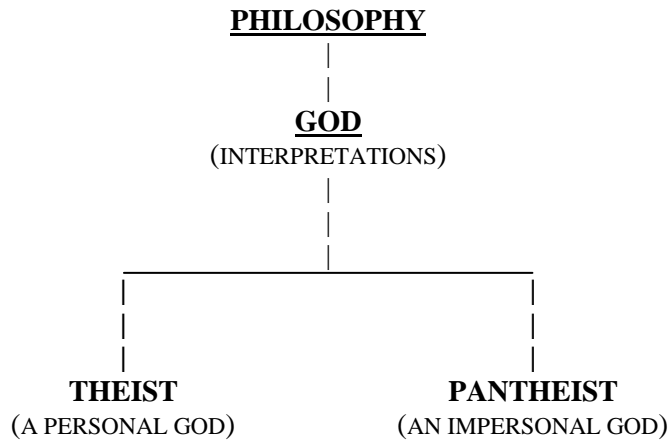 PHILOSOPHY
GOD
(INTERPRETATIONS)
THEIST
(A PERSONAL GOD)
PANTHEIST
(AN IMPERSONAL GOD)